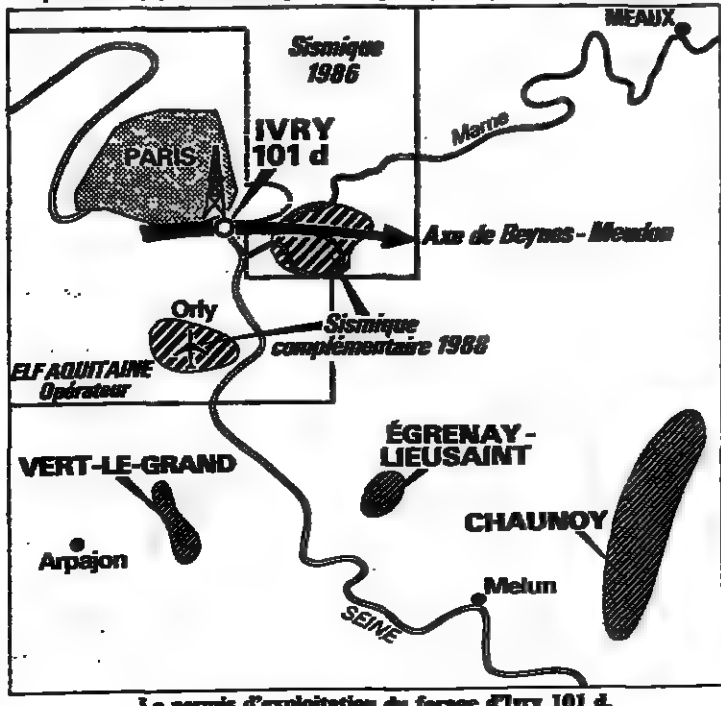 MEAUX
Sismique
1986
Marne
IVRY
101 d
PARIS
Axe de Beynes - Meudon
Orly
Sismique
complémentaire 1988
ELF AQUITAINE
Opérateur
ÉGRENAY-
LIEUSAINT
VERT-LE-GRAND
CHAUNOY
Arpajon
Melun
SEINE
Le permis d'exploitation du forage d'Ivry 101 d.